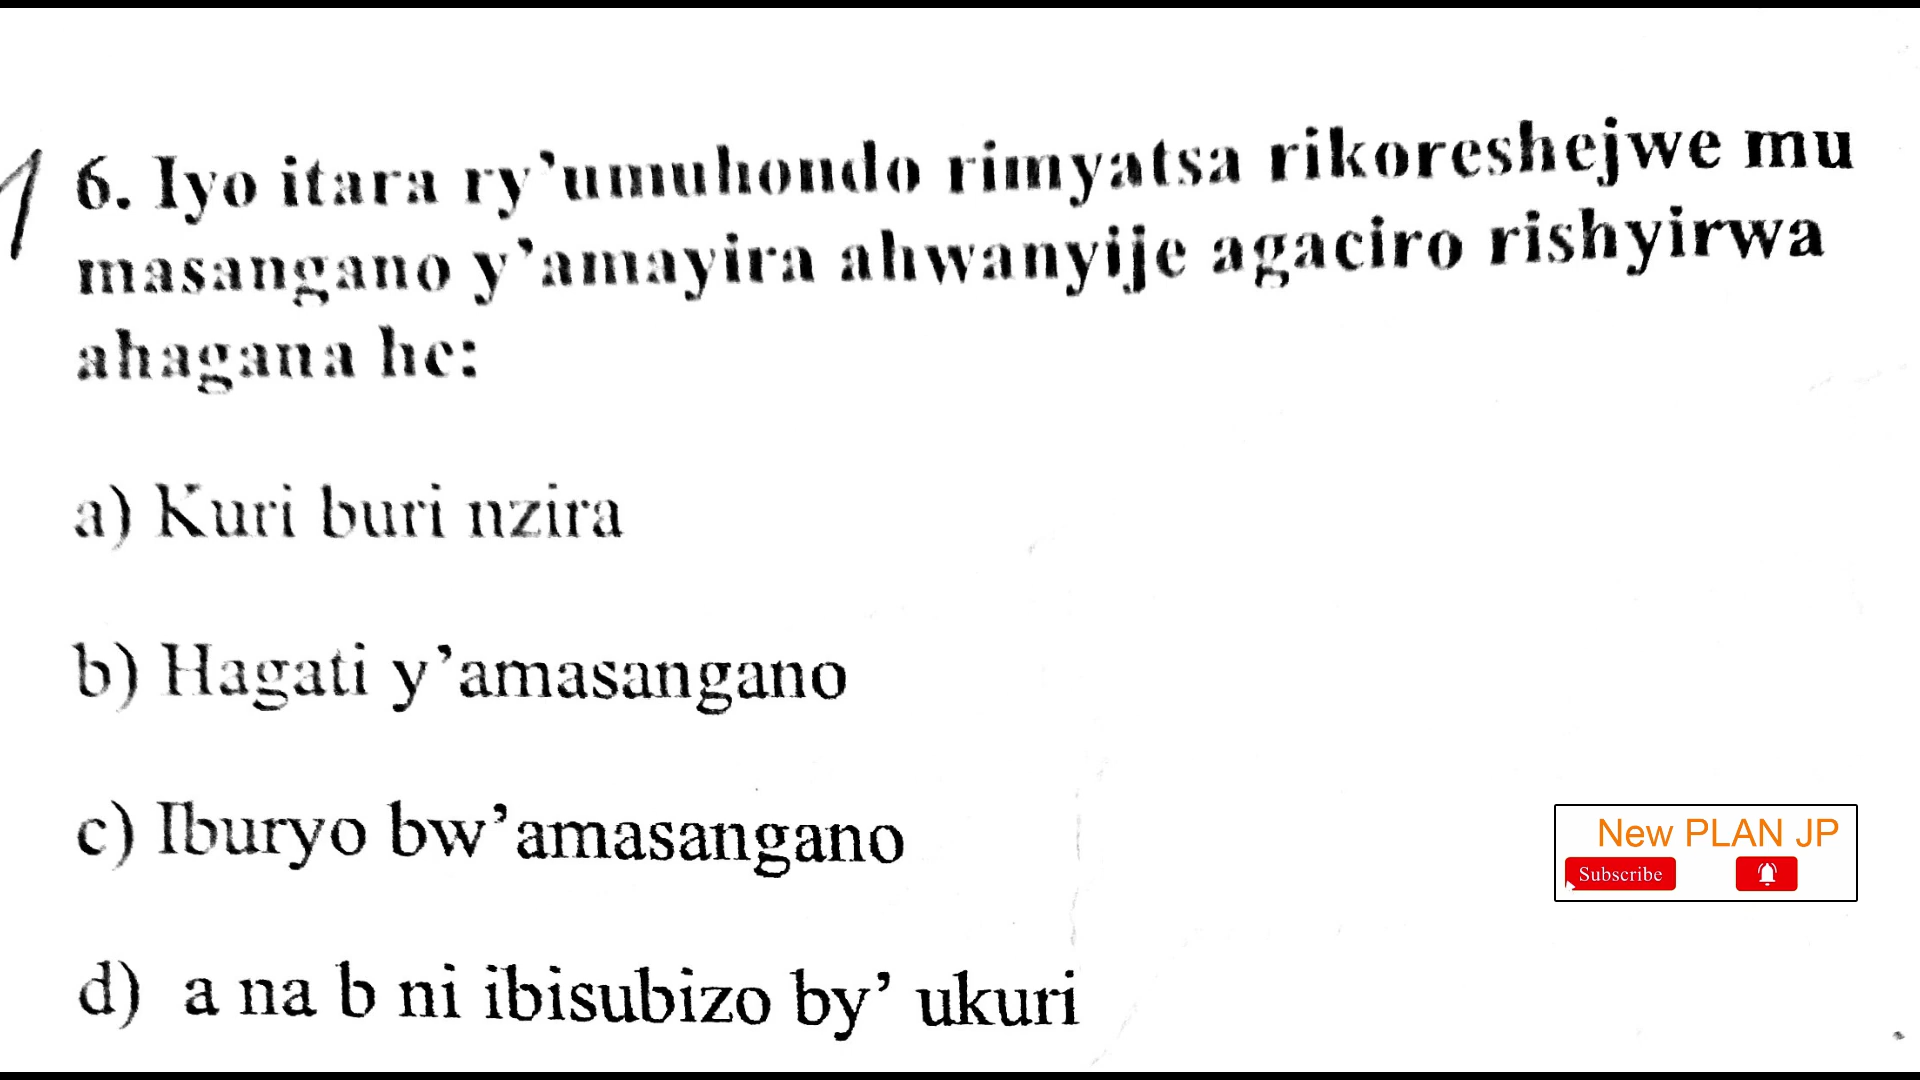 6. Iyo itara ry’umuhondo rimyatsa rikoreshejwe mu
masangano y’amayira ahwanyije agaciro rishyirwa
ahagana he:
a) Kuri buri nzira
b) Hagati y’amasangano
c) Iburyo bw’amasangano
d) a na b ni ibisubizo by’ ukuri
New PLAN JP
Subscribe